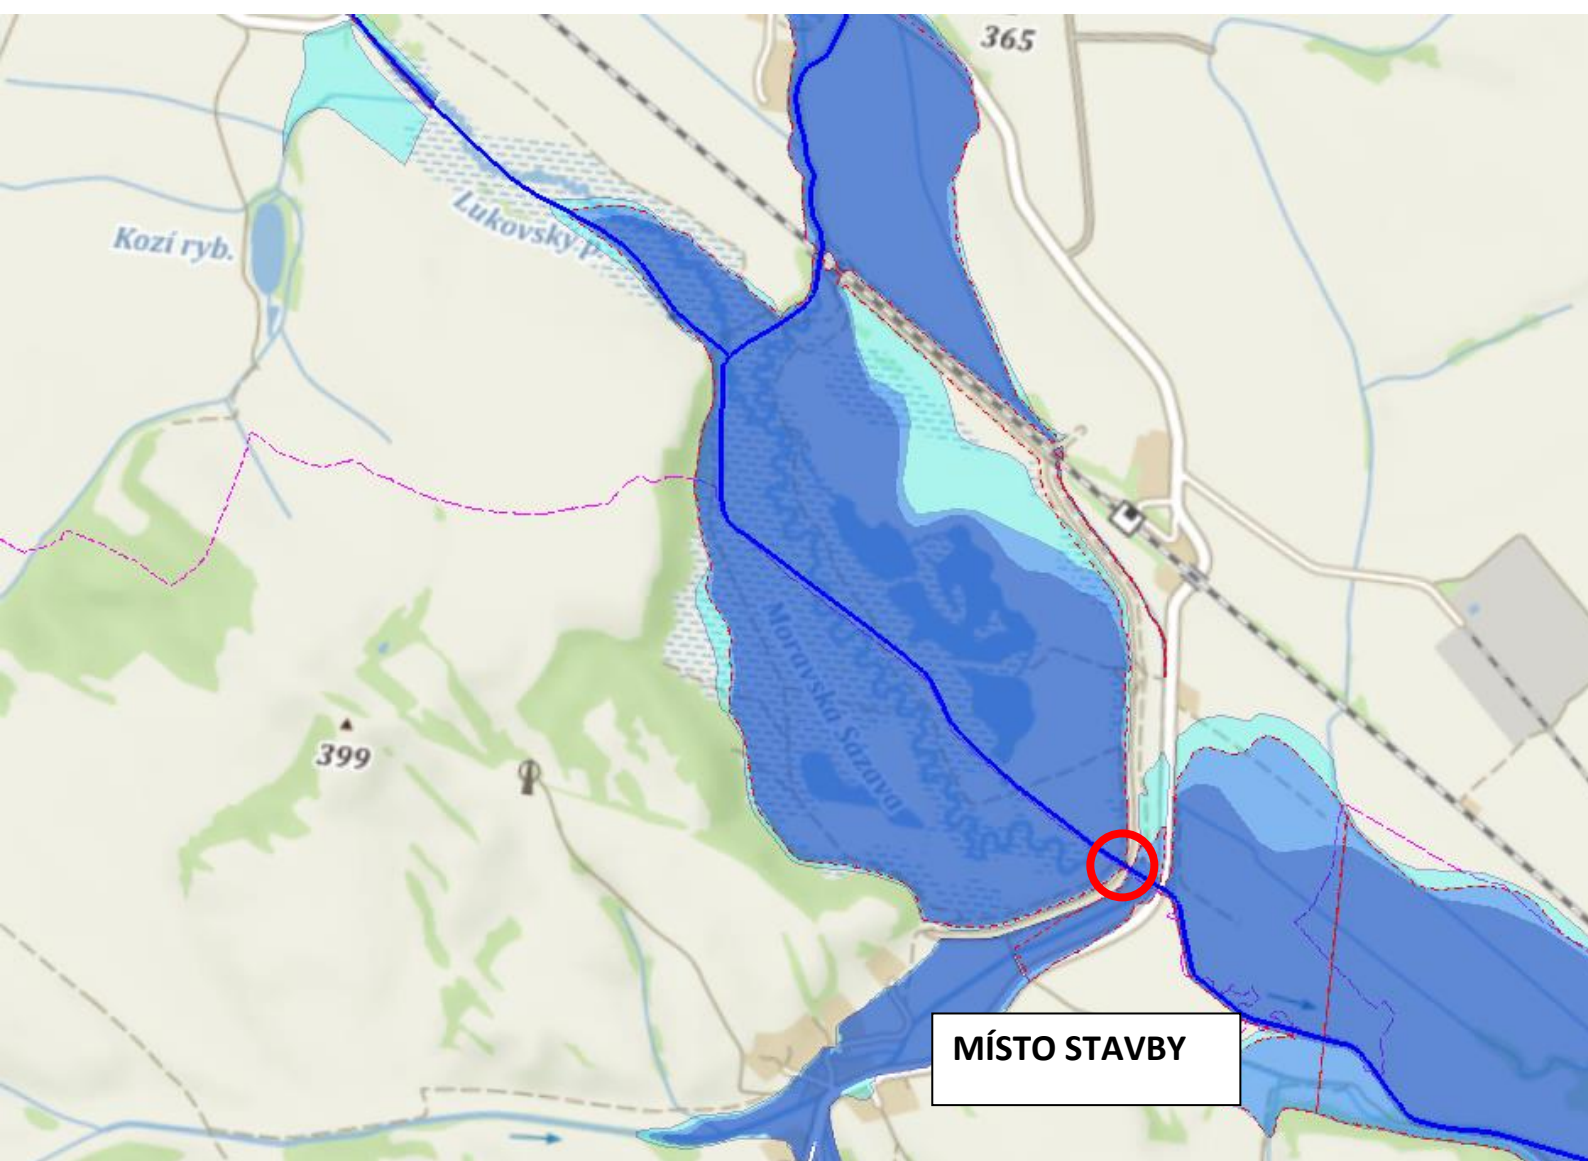 365
Lukovský p.
Kozí ryb.
Moravská Sázava
399
MÍSTO STAVBY